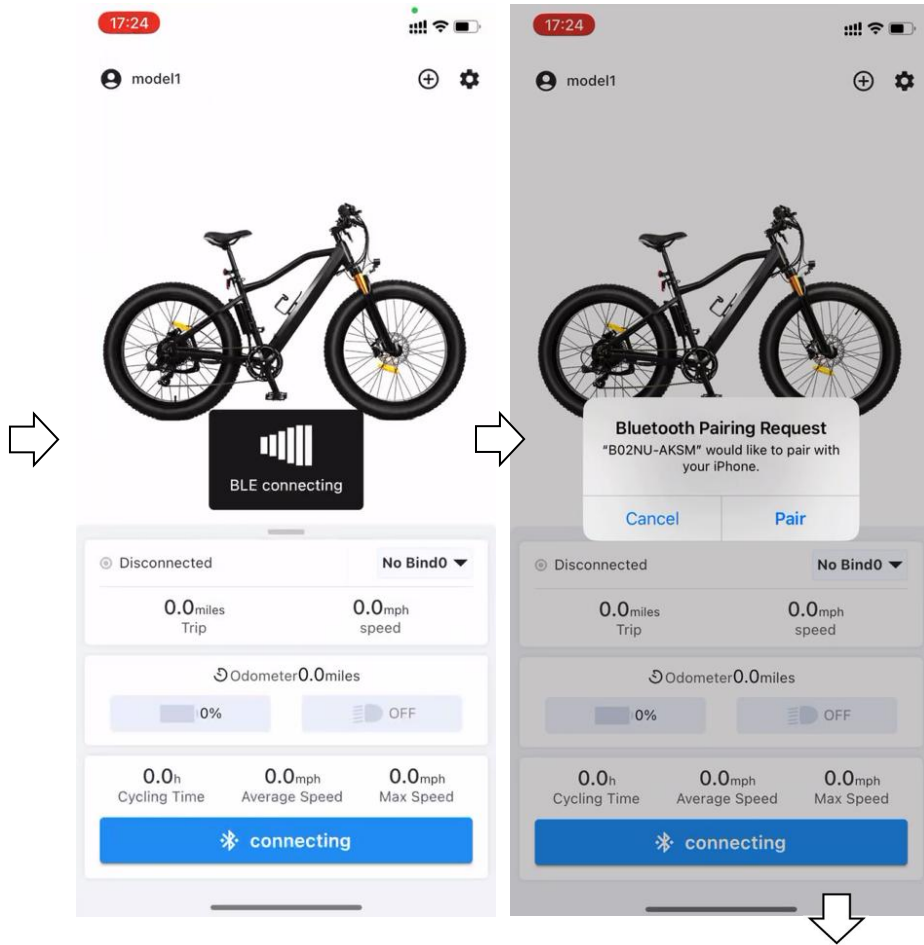 17:24
model1
BLE connecting
Disconnected No Bind0
0.0miles 0.0mph
Trip speed
Odometer0.0miles
0% OFF
0.0h 0.0mph 0.0mph
Cycling Time Average Speed Max Speed
connecting
17:24
model1
Bluetooth Pairing Request
"B02NU-AKSM" would like to pair with
your iPhone.
Cancel Pair
Disconnected No Bind0
0.0miles 0.0mph
Trip speed
Odometer0.0miles
0% OFF
0.0h 0.0mph 0.0mph
Cycling Time Average Speed Max Speed
connecting